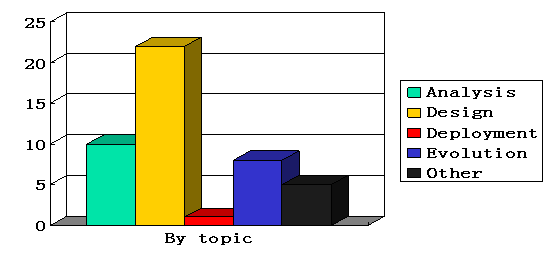 25
20
15
10
5
0
By topic
Analysis
Design
Deployment
Evolution
Other